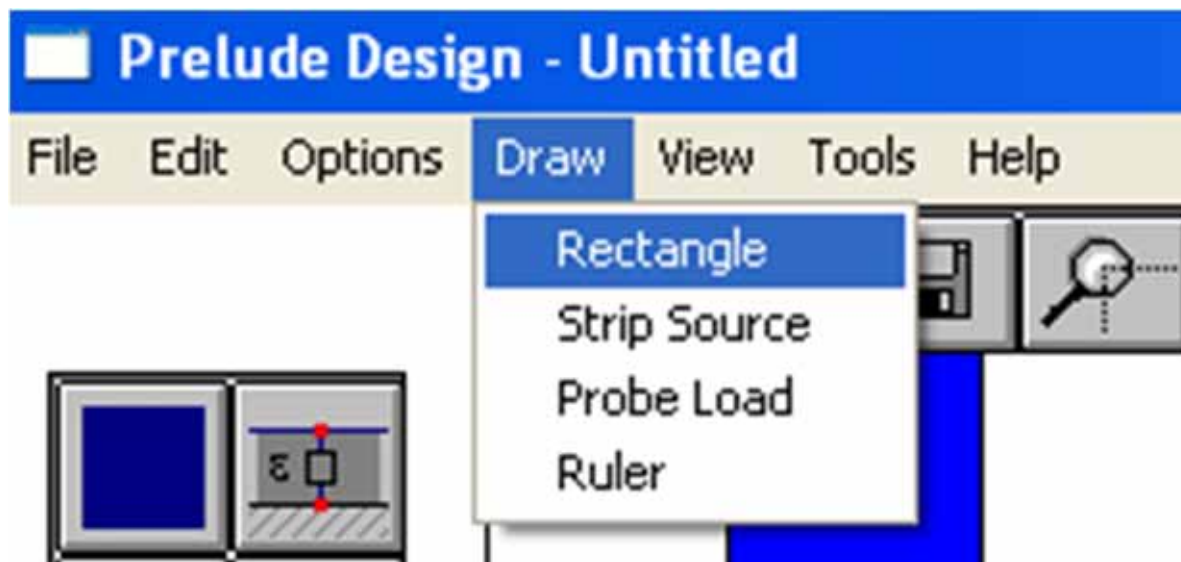 Prelude Design - Untitled
File Edit Options Draw View Tools Help
Rectangle
Strip Source
Probe Load
Ruler
ε